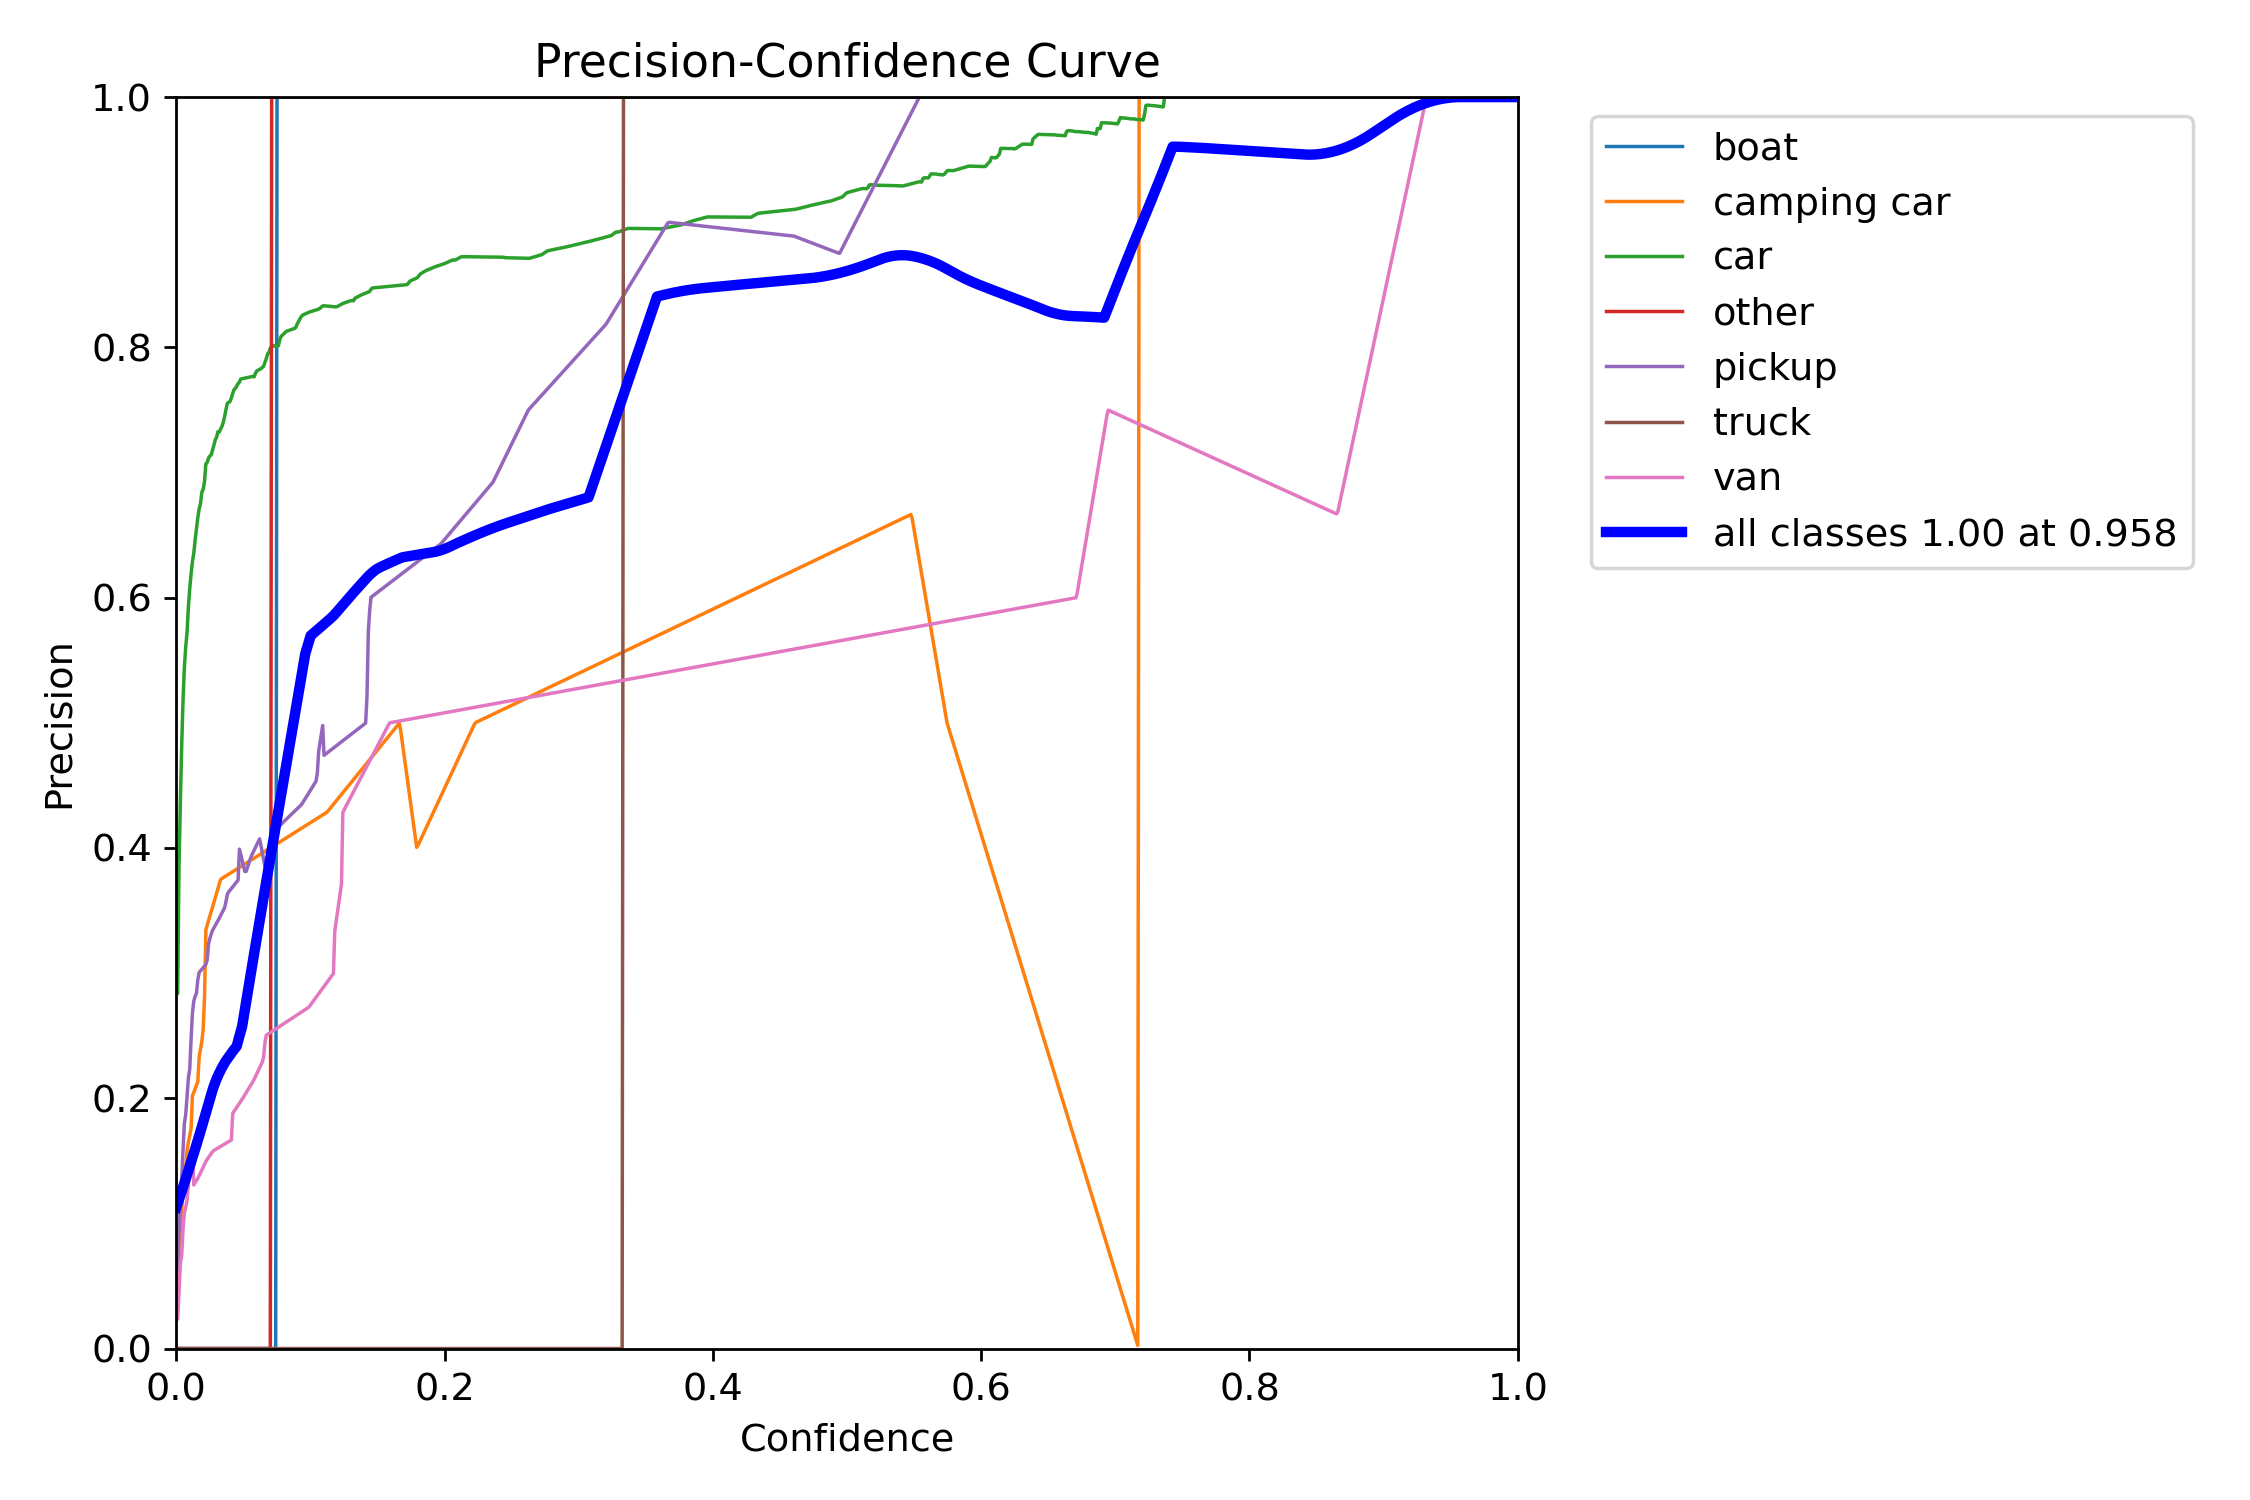 Precision-Confidence Curve
1.0
0.8
0.6
0.4
0.2
0.0
Precision
0.0 0.2 0.4 0.6 0.8 1.0
Confidence
boat
camping car
car
other
pickup
truck
van
all classes 1.00 at 0.958